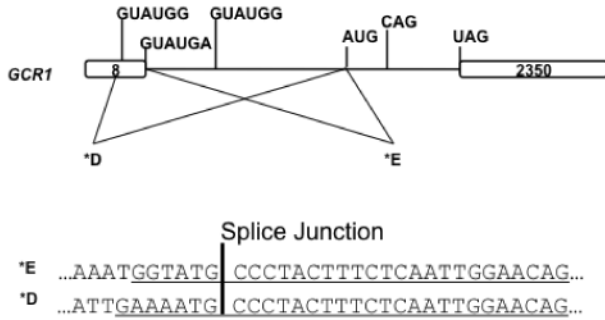 GUAUGG GUAUGG
GUAUGA AUG CAG UAG
GCR1 8 2350
*D *E
Splice Junction
*E ...AAATGGTATG CCCTACTTTCTCAATTGGAACAG...
*D ...ATTGAAAATG CCCTACTTTCTCAATTGGAACAG...